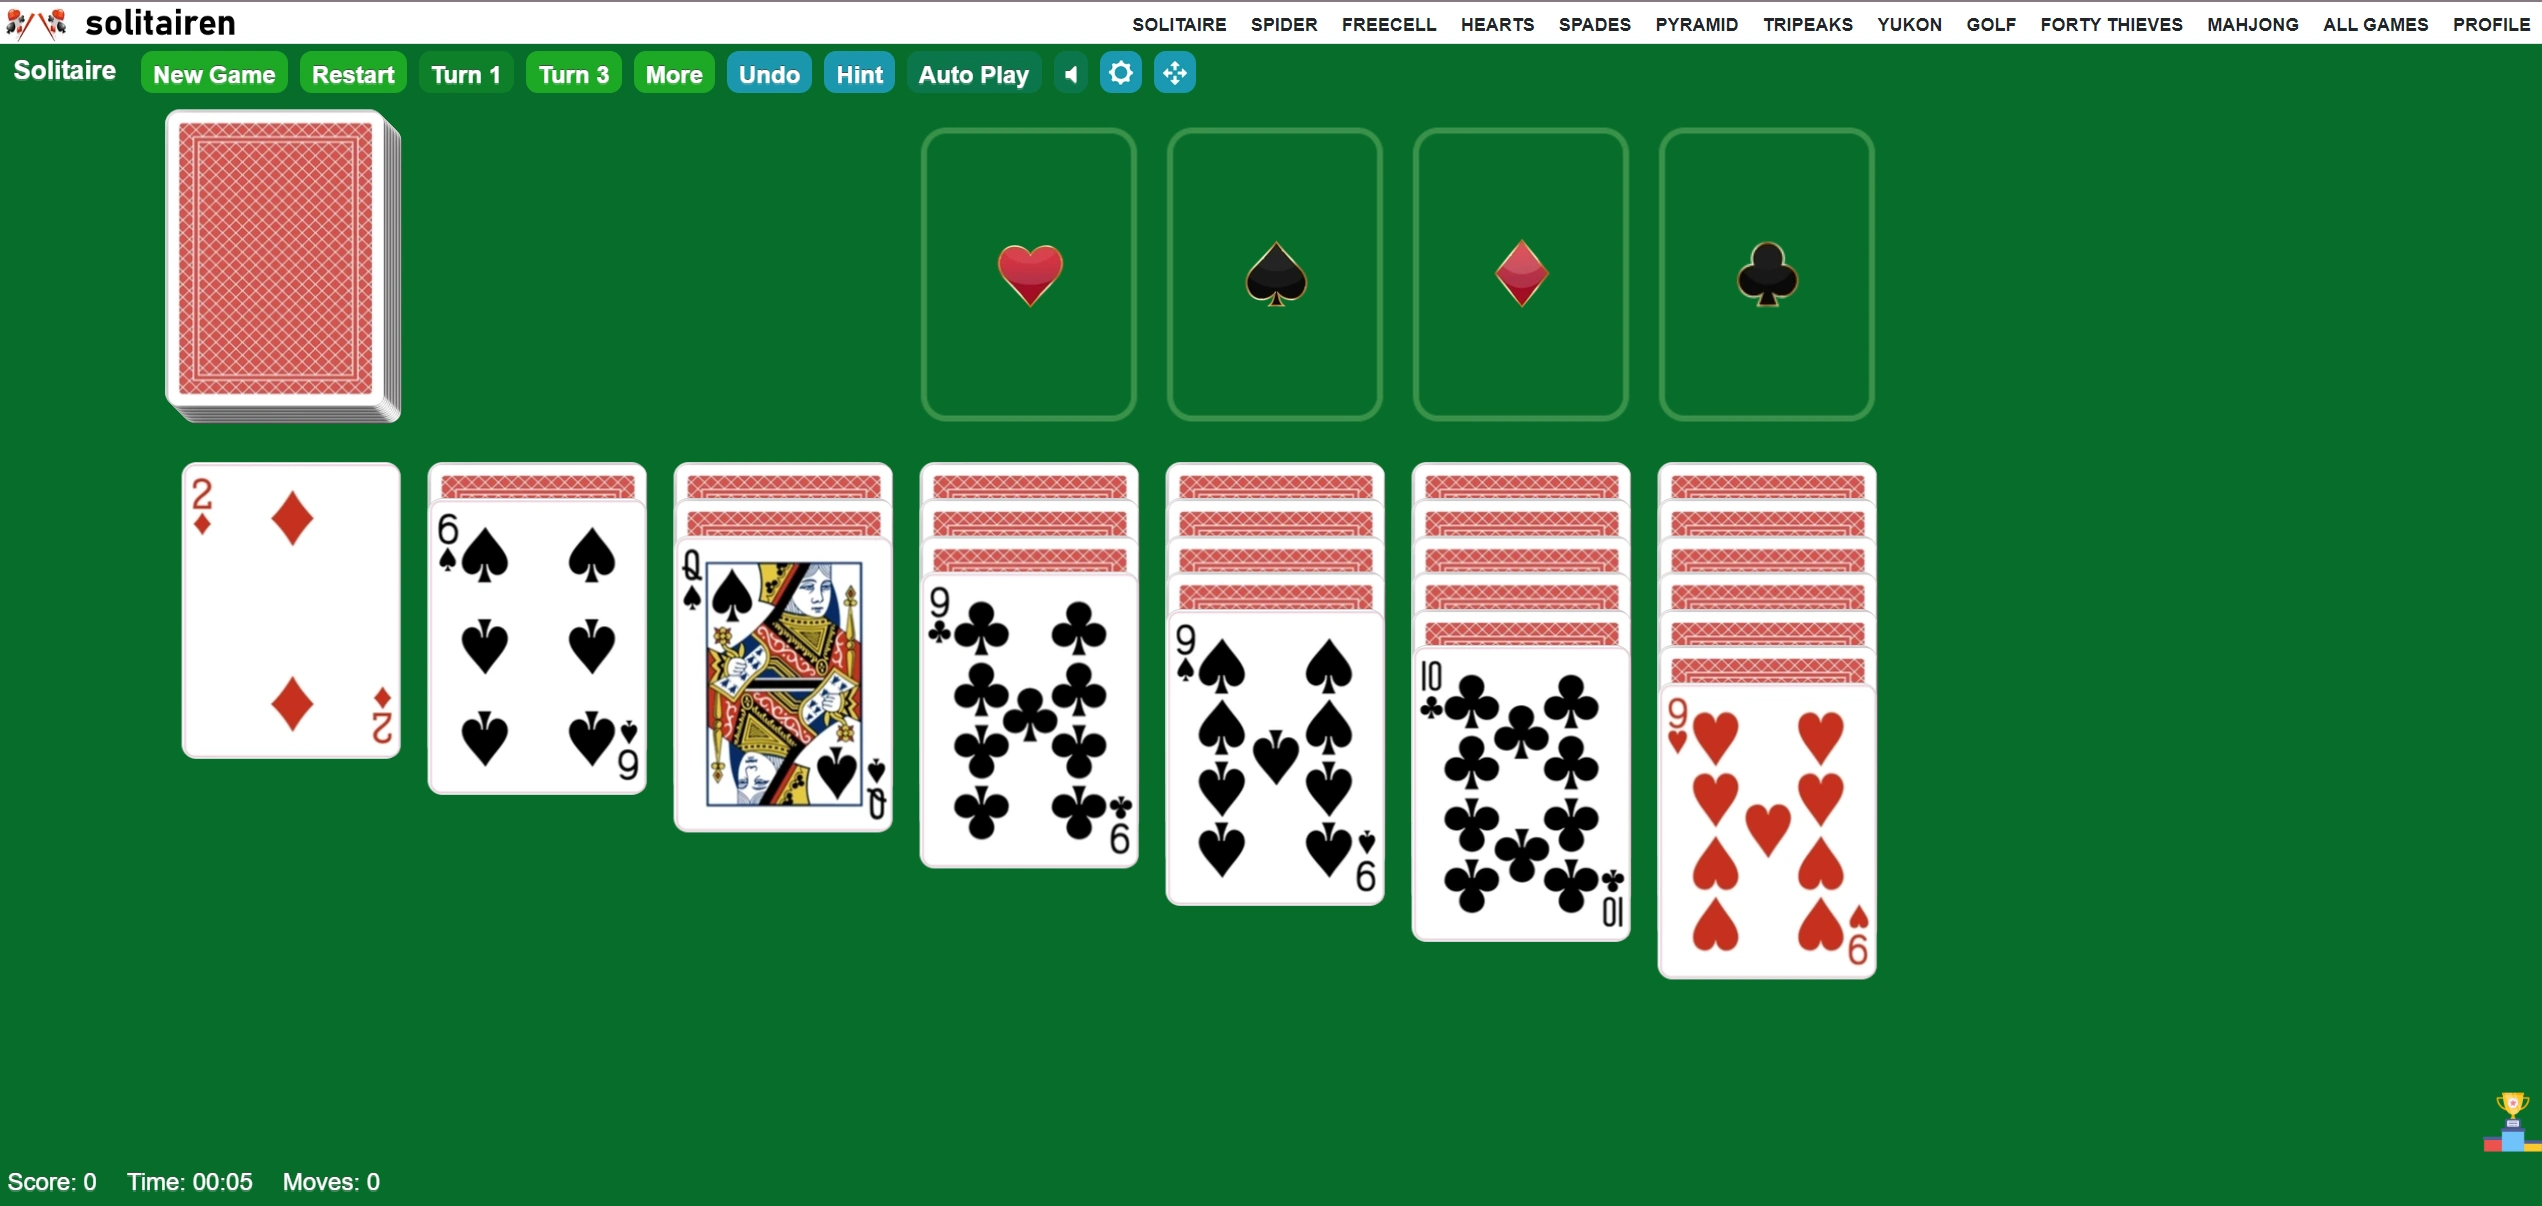 solitairen
SOLITAIRE SPIDER FREECELL HEARTS SPADES PYRAMID TRIPEAKS YUKON GOLF FORTY THIEVES MAHJONG ALL GAMES PROFILE
Solitaire New Game Restart Turn 1 Turn 3 More Undo Hint Auto Play
2 6 Q 9 9 10 9
2 6 Q 9 9 10 9
Score: 0 Time: 00:05 Moves: 0